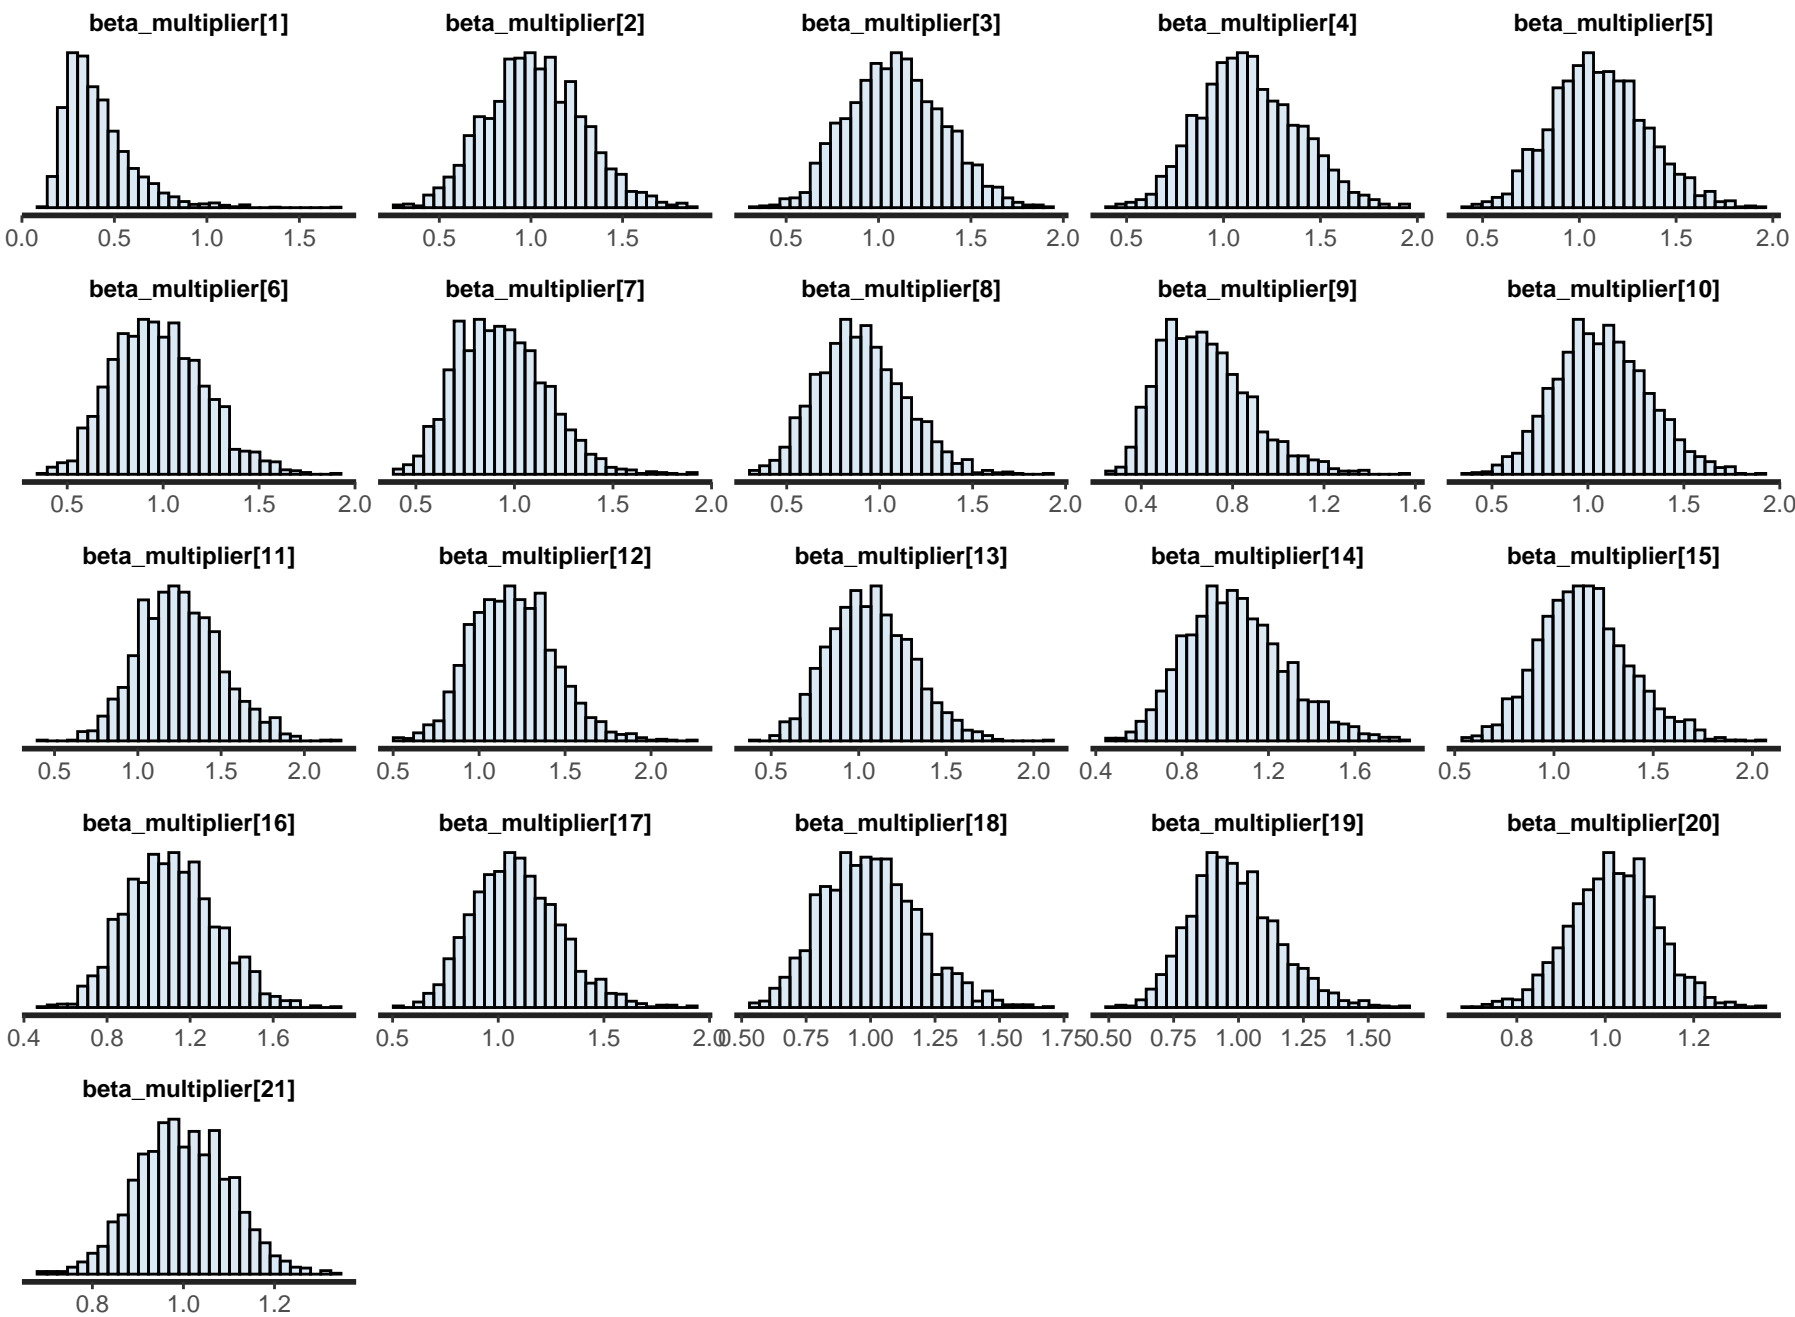 beta_multiplier[1] beta_multiplier[2] beta_multiplier[3] beta_multiplier[4] beta_multiplier[5]
0.0 0.5 1.0 1.5 0.5 1.0 1.5 0.5 1.0 1.5 2.0 0.5 1.0 1.5 2.0 0.5 1.0 1.5 2.0
beta_multiplier[6] beta_multiplier[7] beta_multiplier[8] beta_multiplier[9] beta_multiplier[10]
0.5 1.0 1.5 2.0 0.5 1.0 1.5 2.0 0.5 1.0 1.5 2.0 0.4 0.8 1.2 1.6 0.5 1.0 1.5 2.0
beta_multiplier[11] beta_multiplier[12] beta_multiplier[13] beta_multiplier[14] beta_multiplier[15]
0.5 1.0 1.5 2.0 0.5 1.0 1.5 2.0 0.5 1.0 1.5 2.0 0.4 0.8 1.2 1.6 0.5 1.0 1.5 2.0
beta_multiplier[16] beta_multiplier[17] beta_multiplier[18] beta_multiplier[19] beta_multiplier[20]
0.4 0.8 1.2 1.6 0.5 1.0 1.5 2.0 0.50 0.75 1.00 1.25 1.50 1.75 0.50 0.75 1.00 1.25 1.50 0.8 1.0 1.2
beta_multiplier[21]
0.8 1.0 1.2